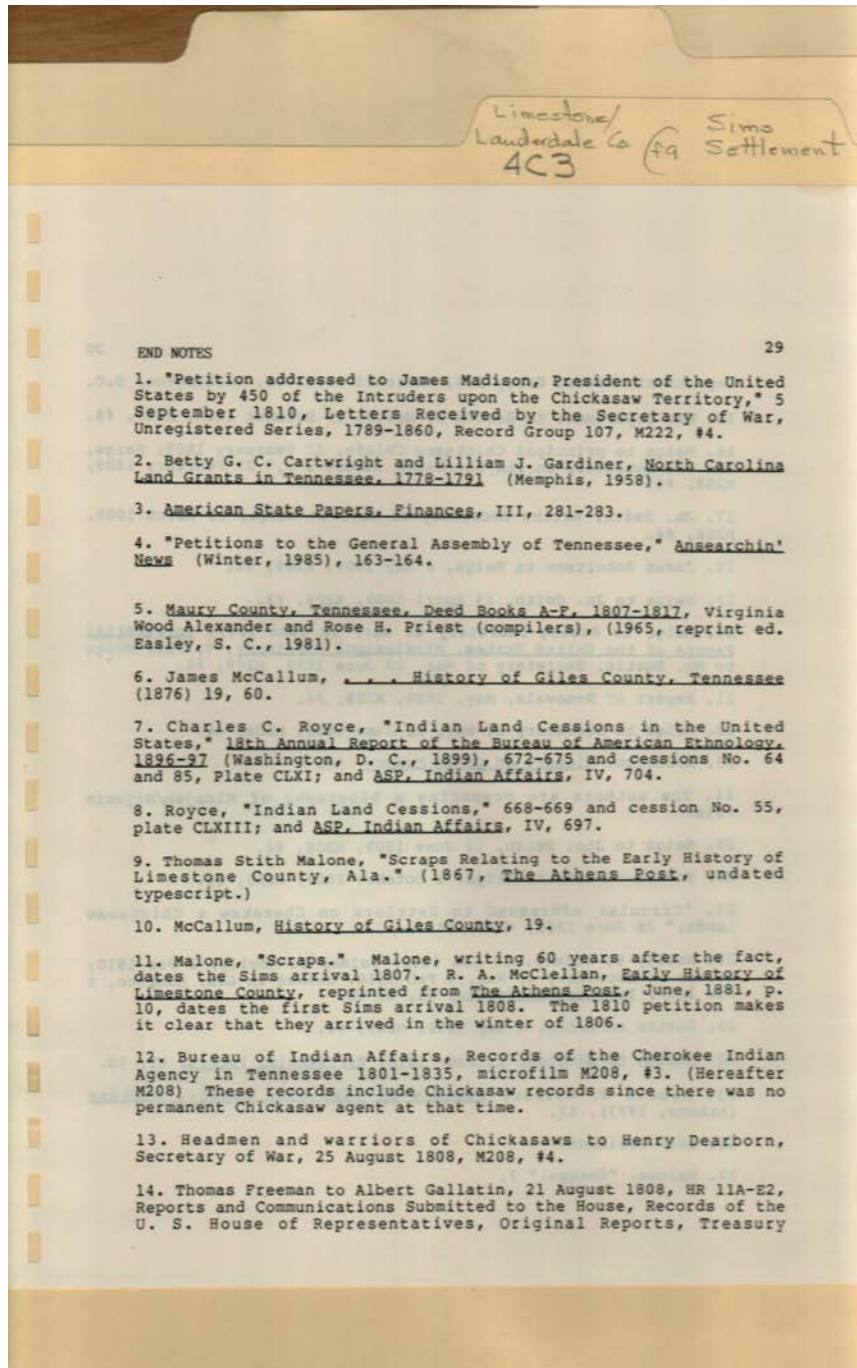 Limestone/
Lauderdale Co
4C3
fa
Sims
Settlement
END NOTES 29
1. "Petition addressed to James Madison, President of the United
States by 450 of the Intruders upon the Chickasaw Territory," 5
September 1810, Letters Received by the Secretary of War,
Unregistered Series, 1789-1860, Record Group 107, M222, #4.
2. Betty G. C. Cartwright and Lilliam J. Gardiner, North Carolina
Land Grants in Tennessee, 1778-1791 (Memphis, 1958).
3. American State Papers, Finances, III, 281-283.
4. "Petitions to the General Assembly of Tennessee," Ansearchin'
News (Winter, 1985), 163-164.
5. Maury County, Tennessee, Deed Books A-F, 1807-1817, Virginia
Wood Alexander and Rose H. Priest (compilers), (1965, reprint ed.
Easley, S. C., 1981).
6. James McCallum, . . . History of Giles County, Tennessee
(1876) 19, 60.
7. Charles C. Royce, "Indian Land Cessions in the United
States," 18th Annual Report of the Bureau of American Ethnology,
1896-97 (Washington, D. C., 1899), 672-675 and cessions No. 64
and 85, Plate CLXI; and ASP, Indian Affairs, IV, 704.
8. Royce, "Indian Land Cessions," 668-669 and cession No. 55,
plate CLXIII; and ASP, Indian Affairs, IV, 697.
9. Thomas Stith Malone, "Scraps Relating to the Early History of
Limestone County, Ala." (1867, The Athens Post, undated
typescript.)
10. McCallum, History of Giles County, 19.
11. Malone, "Scraps." Malone, writing 60 years after the fact,
dates the Sims arrival 1807. R. A. McClellan, Early History of
Limestone County, reprinted from The Athens Post, June, 1881, p.
10, dates the first Sims arrival 1808. The 1810 petition makes
it clear that they arrived in the winter of 1806.
12. Bureau of Indian Affairs, Records of the Cherokee Indian
Agency in Tennessee 1801-1835, microfilm M208, #3. (Hereafter
M208) These records include Chickasaw records since there was no
permanent Chickasaw agent at that time.
13. Headmen and warriors of Chickasaws to Henry Dearborn,
Secretary of War, 25 August 1808, M208, #4.
14. Thomas Freeman to Albert Gallatin, 21 August 1808, HR 11A-E2,
Reports and Communications Submitted to the House, Records of the
U. S. House of Representatives, Original Reports, Treasury